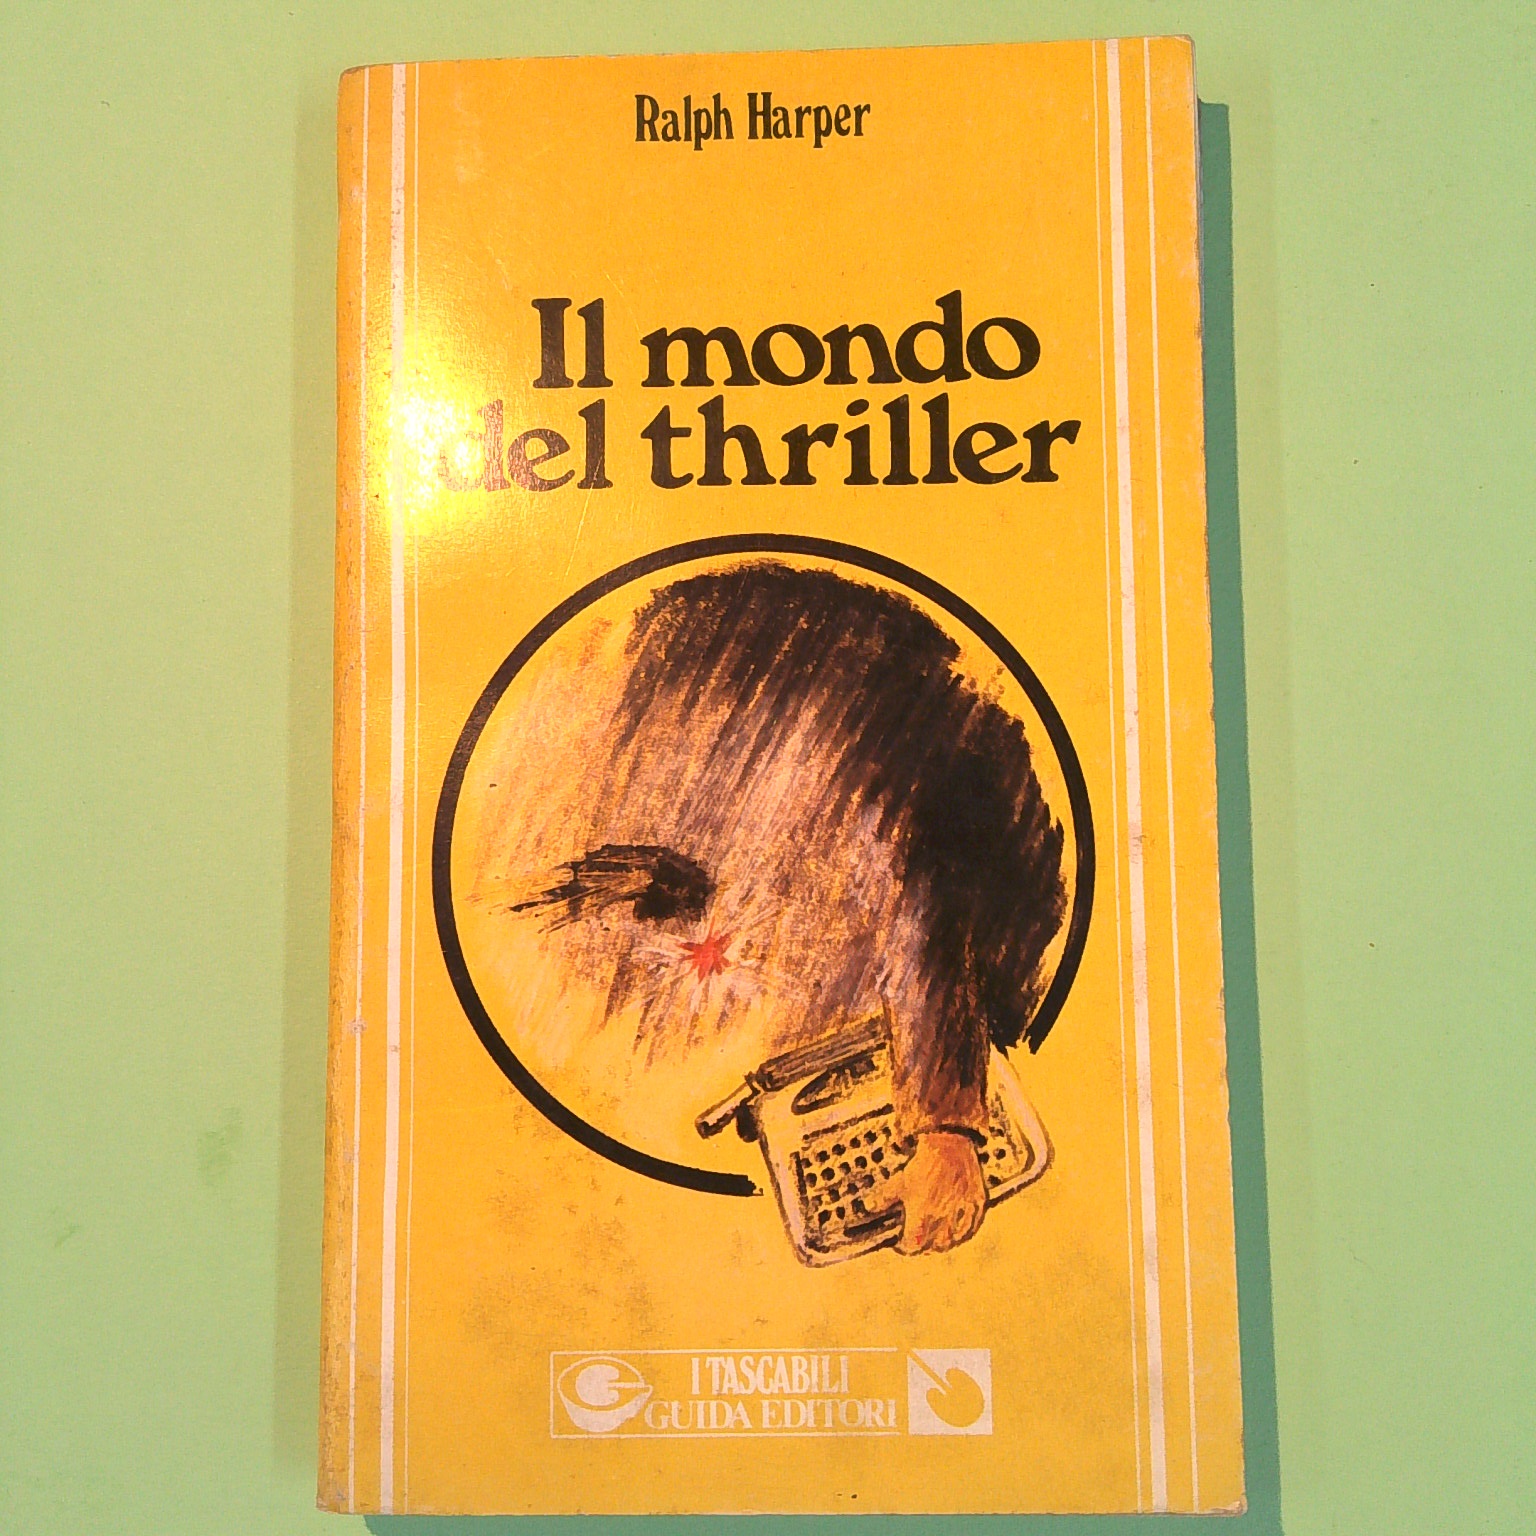 Ralph Harper
Il mondo
del thriller
I TASCABILI
GUIDA EDITORI